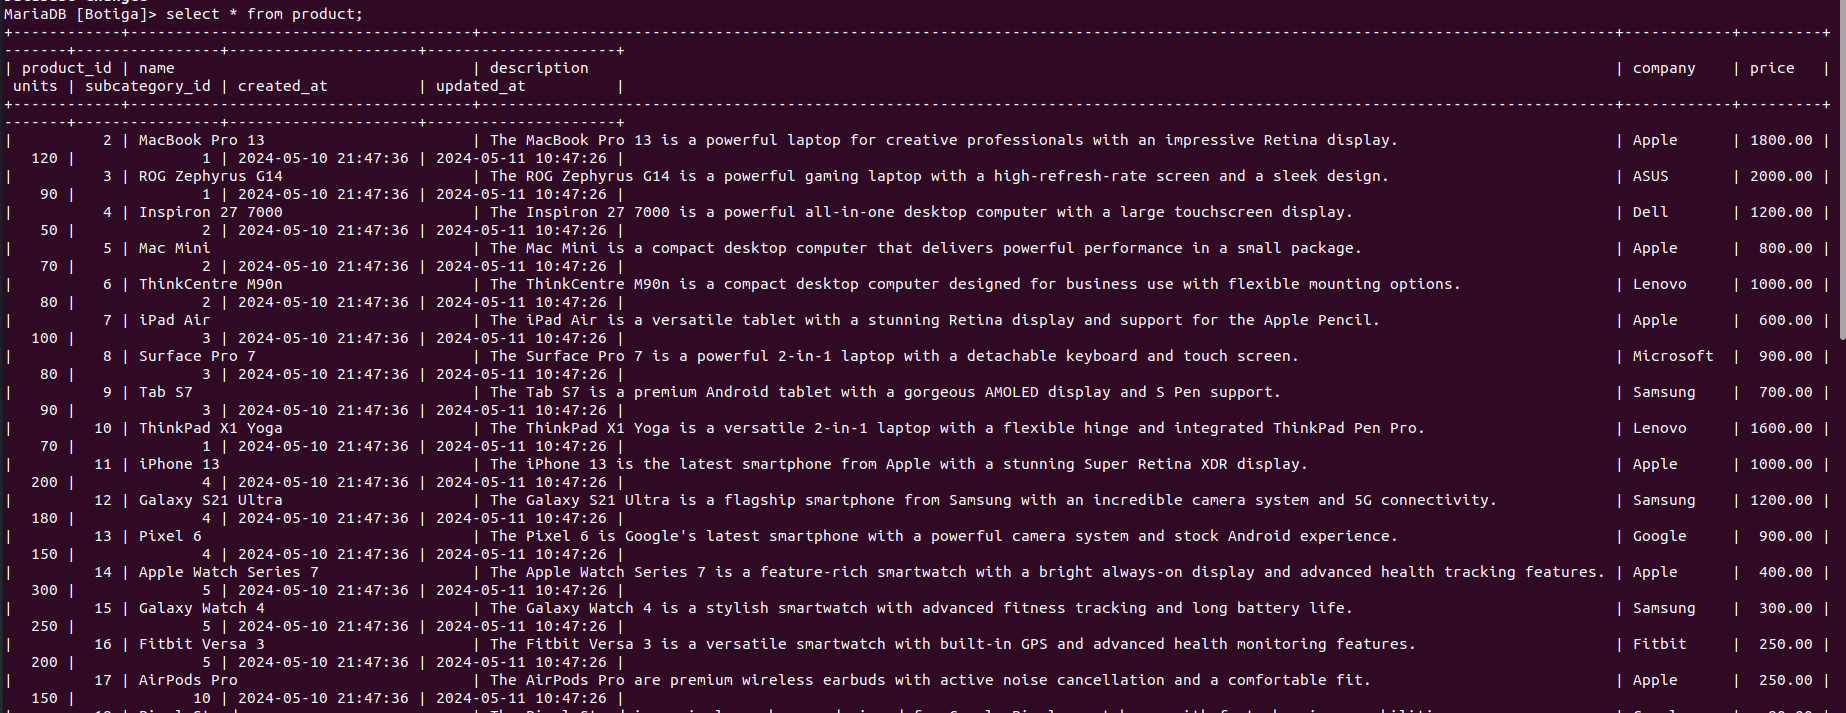 MariaDB [Botiga]> select * from product;
+------------+--------------------------------------+------------------------------------------------------------------------------------------------------------------------------+------------+---------+
-------+----------------+---------------------+---------------------+
| product_id | name                                 | description                                                                                                                  | company    | price   |
 units | subcategory_id | created_at          | updated_at          |
+------------+--------------------------------------+------------------------------------------------------------------------------------------------------------------------------+------------+---------+
-------+----------------+---------------------+---------------------+
|          2 | MacBook Pro 13                       | The MacBook Pro 13 is a powerful laptop for creative professionals with an impressive Retina display.                        | Apple      | 1800.00 |
   120 |              1 | 2024-05-10 21:47:36 | 2024-05-11 10:47:26 |
|          3 | ROG Zephyrus G14                     | The ROG Zephyrus G14 is a powerful gaming laptop with a high-refresh-rate screen and a sleek design.                         | ASUS       | 2000.00 |
    90 |              1 | 2024-05-10 21:47:36 | 2024-05-11 10:47:26 |
|          4 | Inspiron 27 7000                     | The Inspiron 27 7000 is a powerful all-in-one desktop computer with a large touchscreen display.                             | Dell       | 1200.00 |
    50 |              2 | 2024-05-10 21:47:36 | 2024-05-11 10:47:26 |
|          5 | Mac Mini                             | The Mac Mini is a compact desktop computer that delivers powerful performance in a small package.                            | Apple      |  800.00 |
    70 |              2 | 2024-05-10 21:47:36 | 2024-05-11 10:47:26 |
|          6 | ThinkCentre M90n                     | The ThinkCentre M90n is a compact desktop computer designed for business use with flexible mounting options.                 | Lenovo     | 1000.00 |
    80 |              2 | 2024-05-10 21:47:36 | 2024-05-11 10:47:26 |
|          7 | iPad Air                             | The iPad Air is a versatile tablet with a stunning Retina display and support for the Apple Pencil.                          | Apple      |  600.00 |
   100 |              3 | 2024-05-10 21:47:36 | 2024-05-11 10:47:26 |
|          8 | Surface Pro 7                        | The Surface Pro 7 is a powerful 2-in-1 laptop with a detachable keyboard and touch screen.                                   | Microsoft  |  900.00 |
    80 |              3 | 2024-05-10 21:47:36 | 2024-05-11 10:47:26 |
|          9 | Tab S7                               | The Tab S7 is a premium Android tablet with a gorgeous AMOLED display and S Pen support.                                     | Samsung    |  700.00 |
    90 |              3 | 2024-05-10 21:47:36 | 2024-05-11 10:47:26 |
|         10 | ThinkPad X1 Yoga                     | The ThinkPad X1 Yoga is a versatile 2-in-1 laptop with a flexible hinge and integrated ThinkPad Pen Pro.                     | Lenovo     | 1600.00 |
    70 |              1 | 2024-05-10 21:47:36 | 2024-05-11 10:47:26 |
|         11 | iPhone 13                            | The iPhone 13 is the latest smartphone from Apple with a stunning Super Retina XDR display.                                  | Apple      | 1000.00 |
   200 |              4 | 2024-05-10 21:47:36 | 2024-05-11 10:47:26 |
|         12 | Galaxy S21 Ultra                     | The Galaxy S21 Ultra is a flagship smartphone from Samsung with an incredible camera system and 5G connectivity.             | Samsung    | 1200.00 |
   180 |              4 | 2024-05-10 21:47:36 | 2024-05-11 10:47:26 |
|         13 | Pixel 6                              | The Pixel 6 is Google's latest smartphone with a powerful camera system and stock Android experience.                        | Google     |  900.00 |
   150 |              4 | 2024-05-10 21:47:36 | 2024-05-11 10:47:26 |
|         14 | Apple Watch Series 7                 | The Apple Watch Series 7 is a feature-rich smartwatch with a bright always-on display and advanced health tracking features. | Apple      |  400.00 |
   300 |              5 | 2024-05-10 21:47:36 | 2024-05-11 10:47:26 |
|         15 | Galaxy Watch 4                       | The Galaxy Watch 4 is a stylish smartwatch with advanced fitness tracking and long battery life.                             | Samsung    |  300.00 |
   250 |              5 | 2024-05-10 21:47:36 | 2024-05-11 10:47:26 |
|         16 | Fitbit Versa 3                       | The Fitbit Versa 3 is a versatile smartwatch with built-in GPS and advanced health monitoring features.                      | Fitbit     |  250.00 |
   200 |              5 | 2024-05-10 21:47:36 | 2024-05-11 10:47:26 |
|         17 | AirPods Pro                          | The AirPods Pro are premium wireless earbuds with active noise cancellation and a comfortable fit.                           | Apple      |  250.00 |
   150 |             10 | 2024-05-10 21:47:36 | 2024-05-11 10:47:26 |